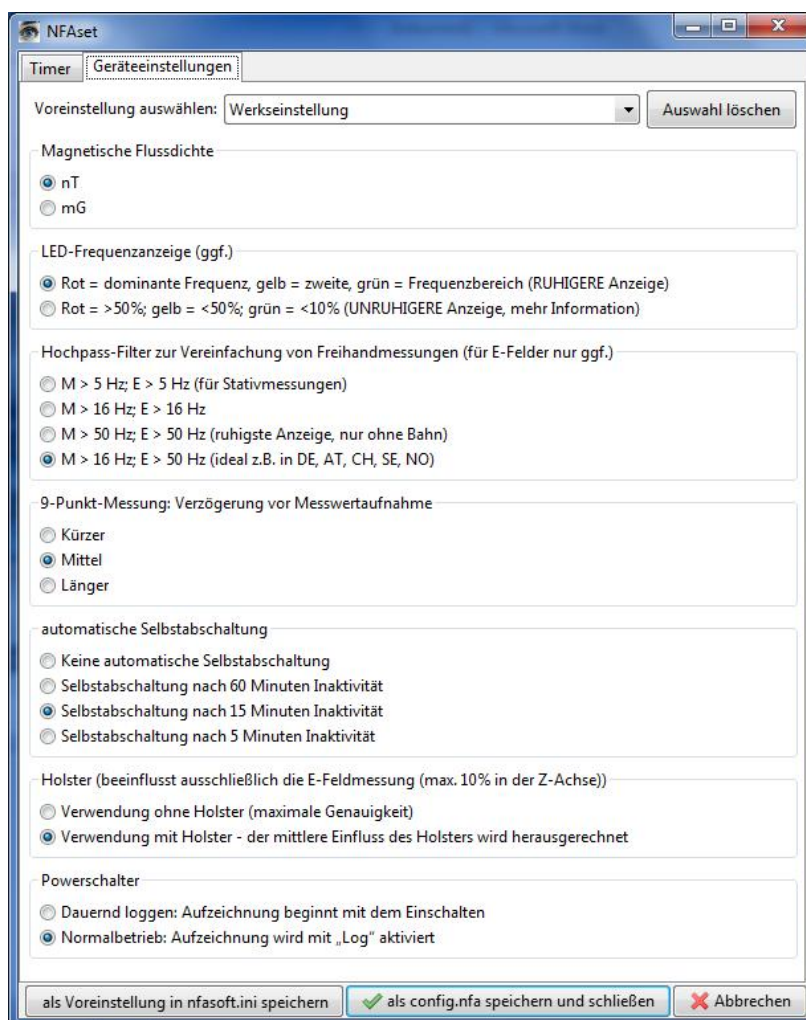 NFAset
Timer Geräteeinstellungen
Voreinstellung auswählen: Werkseinstellung Auswahl löschen
Magnetische Flussdichte
nT
mG
LED-Frequenzanzeige (ggf.)
Rot = dominante Frequenz, gelb = zweite, grün = Frequenzbereich (RUHIGERE Anzeige)
Rot = >50%; gelb = <50%; grün = <10% (UNRUHIGERE Anzeige, mehr Information)
Hochpass-Filter zur Vereinfachung von Freihandmessungen (für E-Felder nur ggf.)
M > 5 Hz; E > 5 Hz (für Stativmessungen)
M > 16 Hz; E > 16 Hz
M > 50 Hz; E > 50 Hz (ruhigste Anzeige, nur ohne Bahn)
M > 16 Hz; E > 50 Hz (ideal z.B. in DE, AT, CH, SE, NO)
9-Punkt-Messung: Verzögerung vor Messwertaufnahme
Kürzer
Mittel
Länger
automatische Selbstabschaltung
Keine automatische Selbstabschaltung
Selbstabschaltung nach 60 Minuten Inaktivität
Selbstabschaltung nach 15 Minuten Inaktivität
Selbstabschaltung nach 5 Minuten Inaktivität
Holster (beeinflusst ausschließlich die E-Feldmessung (max. 10% in der Z-Achse))
Verwendung ohne Holster (maximale Genauigkeit)
Verwendung mit Holster - der mittlere Einfluss des Holsters wird herausgerechnet
Powerschalter
Dauernd loggen: Aufzeichnung beginnt mit dem Einschalten
Normalbetrieb: Aufzeichnung wird mit „Log“ aktiviert
als Voreinstellung in nfasoft.ini speichern als config.nfa speichern und schließen Abbrechen